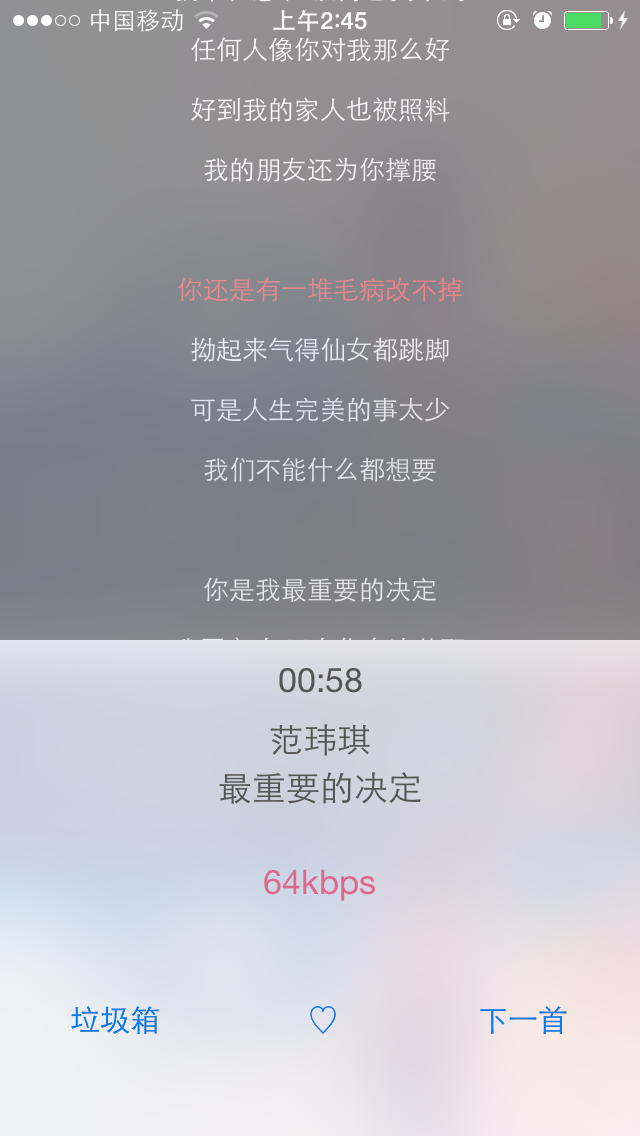 中国移动 上午2:45
任何人像你对我那么好
好到我的家人也被照料
我的朋友还为你撑腰
你还是有一堆毛病改不掉
拗起来气得仙女都跳脚
可是人生完美的事太少
我们不能什么都想要
你是我最重要的决定
00:58
范玮琪
最重要的决定
64kbps
垃圾箱 ♡ 下一首